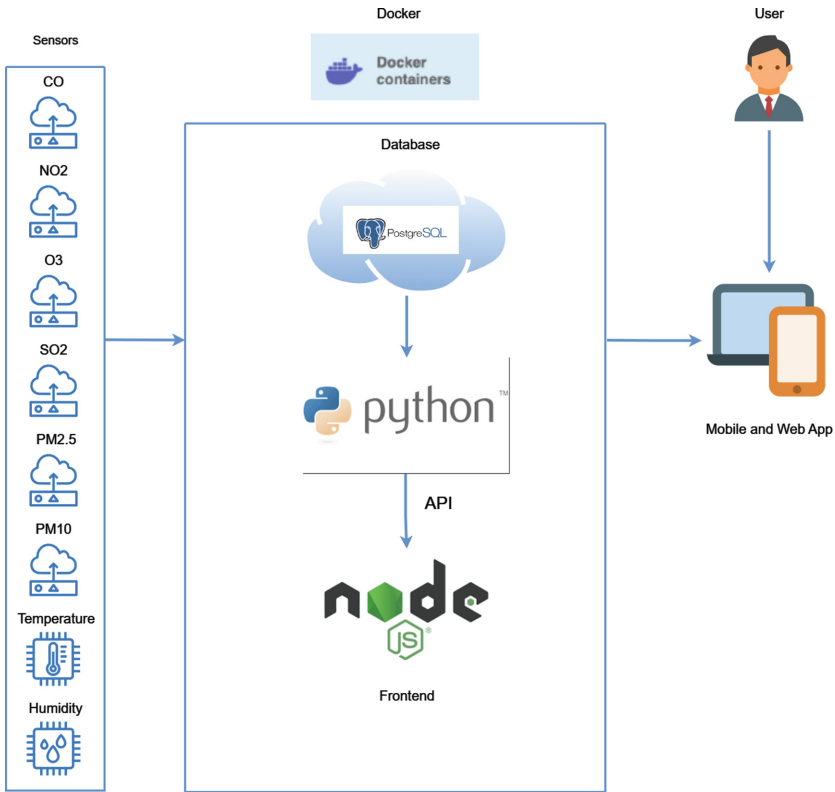 Sensors
CO
NO2
O3
SO2
PM2.5
PM10
Temperature
Humidity
Docker
Docker
containers
Database
PostgreSQL
python™
API
node
JS®
Frontend
User
Mobile and Web App